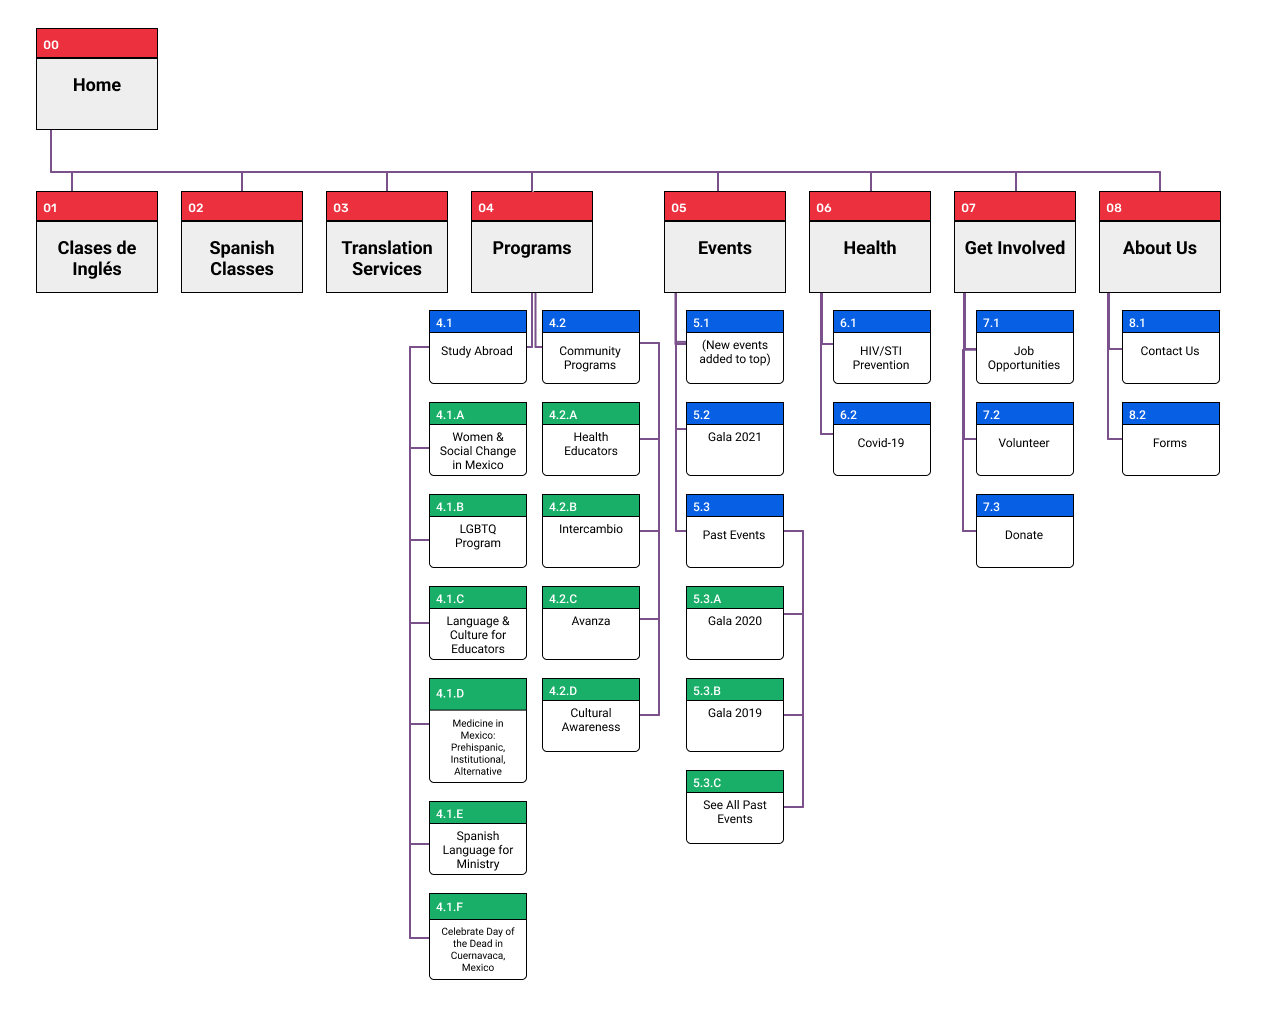 00
Home
01
Clases de
Inglés
02
Spanish
Classes
03
Translation
Services
04
Programs
05
Events
06
Health
07
Get Involved
08
About Us
4.1
Study Abroad
4.1.A
Women &
Social Change
in Mexico
4.1.B
LGBTQ
Program
4.1.C
Language &
Culture for
Educators
4.1.D
Medicine in
Mexico:
Prehispanic,
Institutional,
Alternative
4.1.E
Spanish
Language for
Ministry
4.1.F
Celebrate Day of
the Dead in
Cuernavaca,
Mexico
4.2
Community
Programs
4.2.A
Health
Educators
4.2.B
Intercambio
4.2.C
Avanza
4.2.D
Cultural
Awareness
5.1
(New events
added to top)
5.2
Gala 2021
5.3
Past Events
5.3.A
Gala 2020
5.3.B
Gala 2019
5.3.C
See All Past
Events
6.1
HIV/STI
Prevention
6.2
Covid-19
7.1
Job
Opportunities
7.2
Volunteer
7.3
Donate
8.1
Contact Us
8.2
Forms